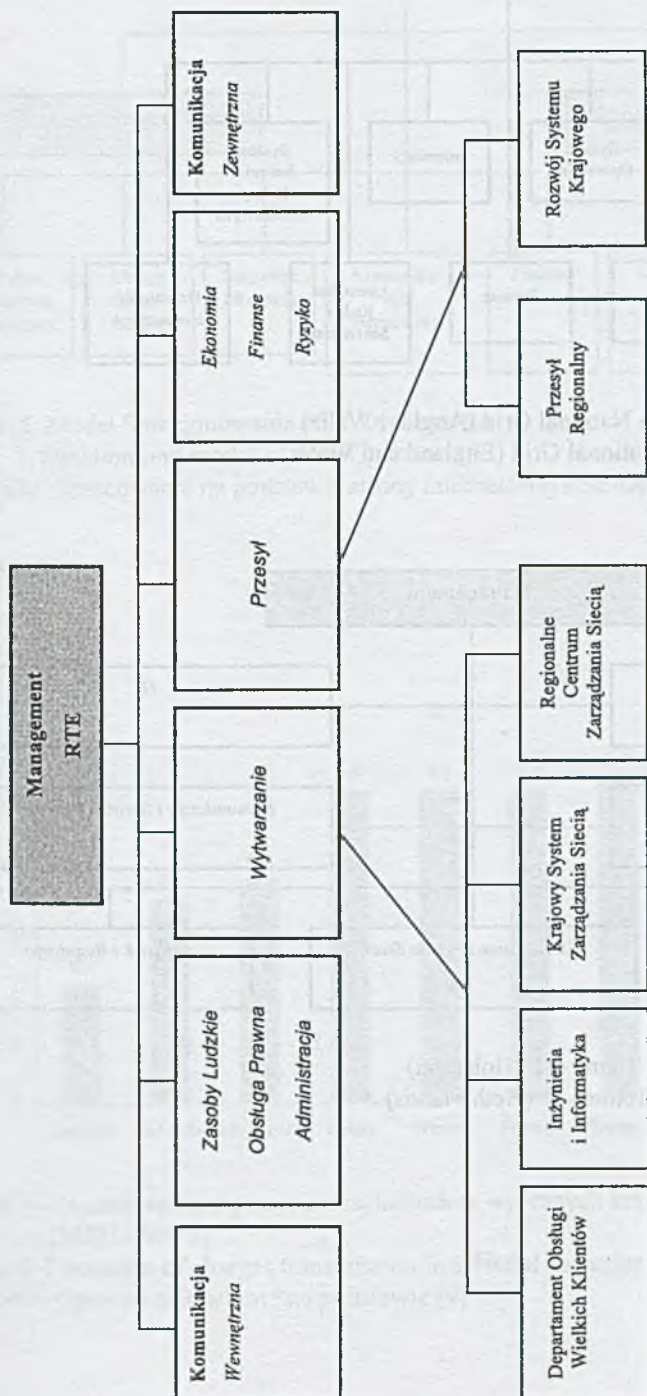 Management
RTE
Komunikacja
Wewnętrzna
Zasoby Ludzkie
Obsługa Prawna
Administracja
Wytwarzanie
Przesył
Ekonomia
Finanse
Ryzyko
Komunikacja
Zewnętrzna
Departament Obsługi
Wielkich Klientów
Inżynieria
i Informatyka
Krajowy System
Zarządzania Siecią
Regionalne
Centrum
Zarządzania Siecią
Przesył
Regionalny
Rozwój Systemu
Krajowego